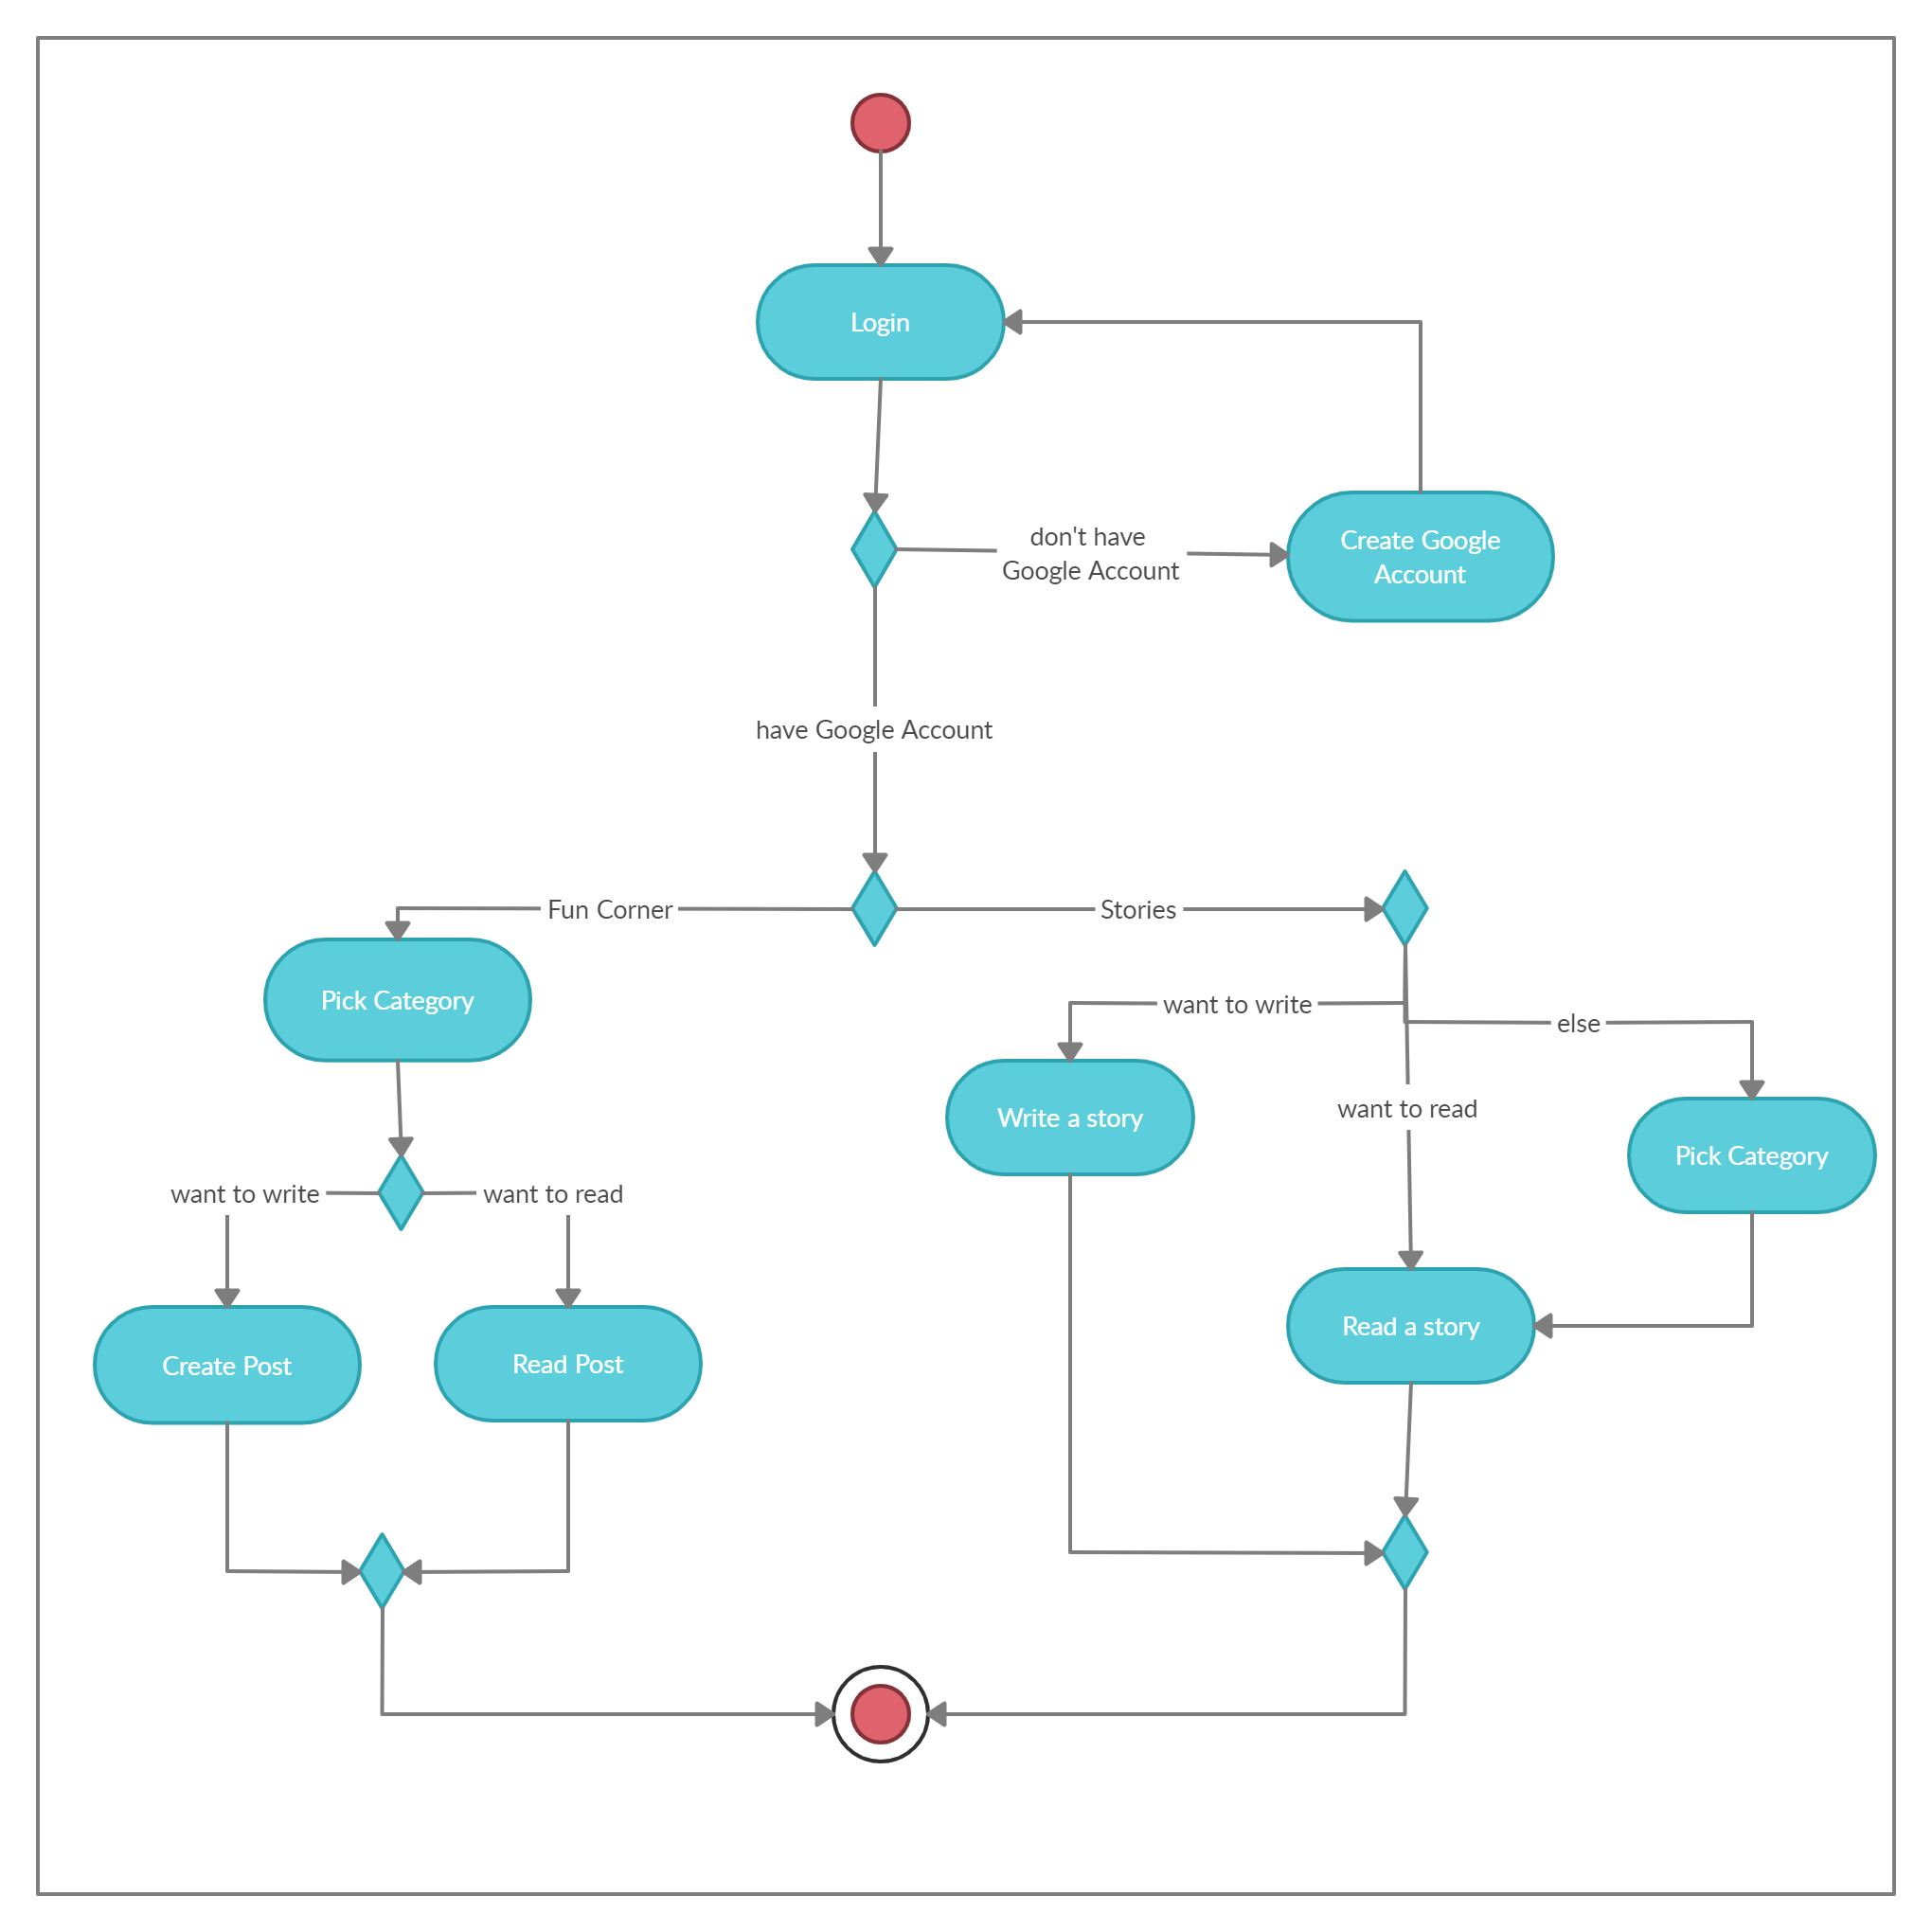 Login
don't have
Google Account
Create Google
Account
have Google Account
Fun Corner
Stories
Pick Category
want to write
else
Write a story
want to read
Pick Category
want to write
want to read
Create Post
Read Post
Read a story